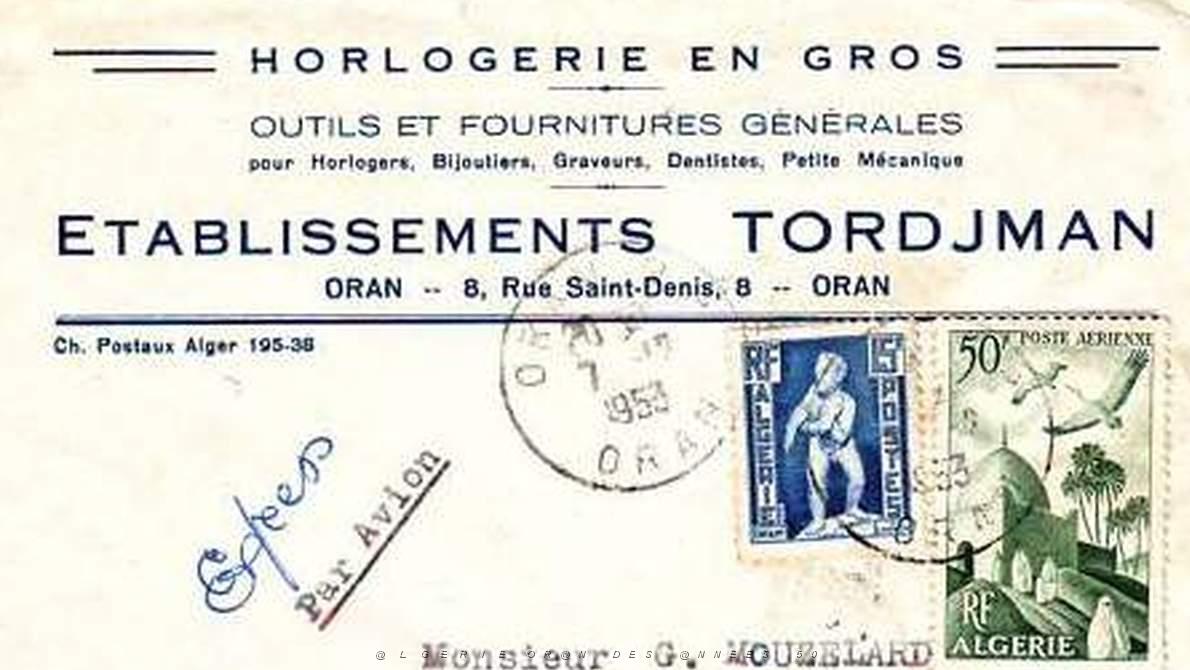 HORLOGERIE EN GROS
OUTILS ET FOURNITURES GÉNÉRALES
pour Horlogers, Bijoutiers, Graveurs, Dentistes, Petite Mécanique
ETABLISSEMENTS TORDJMAN
ORAN -- 8, Rue Saint-Denis, 8 -- ORAN
Ch. Postaux Alger 195-38
1953
ORAN
RF 15F
ALGERIE
POSTES
50F POSTE AERIENNE
RF
ALGERIE
Par Avion
Monsieur G. MOUZELARD
@ L G E R I E O R @ N D E S @ N N E E S 5 0